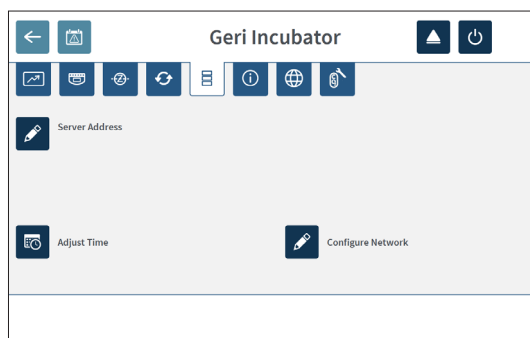 Geri Incubator
Server Address
Adjust Time
Configure Network